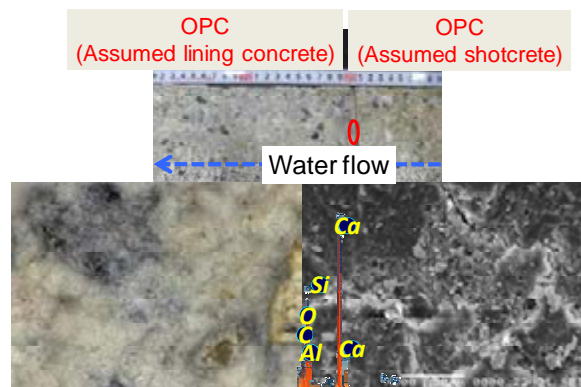 OPC
(Assumed lining concrete)
OPC
(Assumed shotcrete)
Water flow
Ca
Si
O
C
Al
Ca